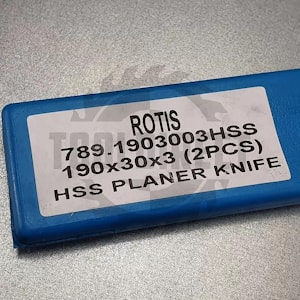 ROTIS
789.1903003HSS
190x30x3 (2PCS)
HSS PLANER KNIFE